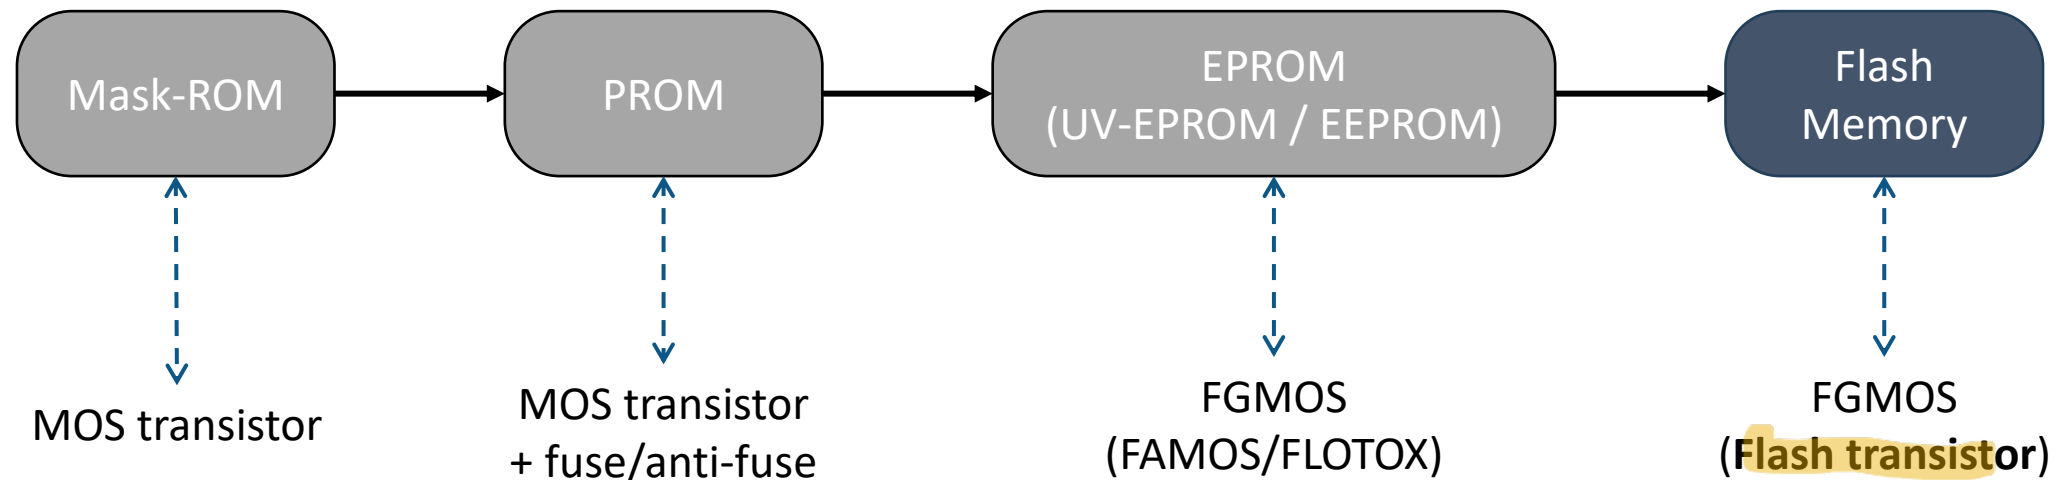 Mask-ROM
PROM
EPROM
(UV-EPROM / EEPROM)
Flash
Memory
MOS transistor
MOS transistor
+ fuse/anti-fuse
FGMOS
(FAMOS/FLOTOX)
FGMOS
(Flash transistor)